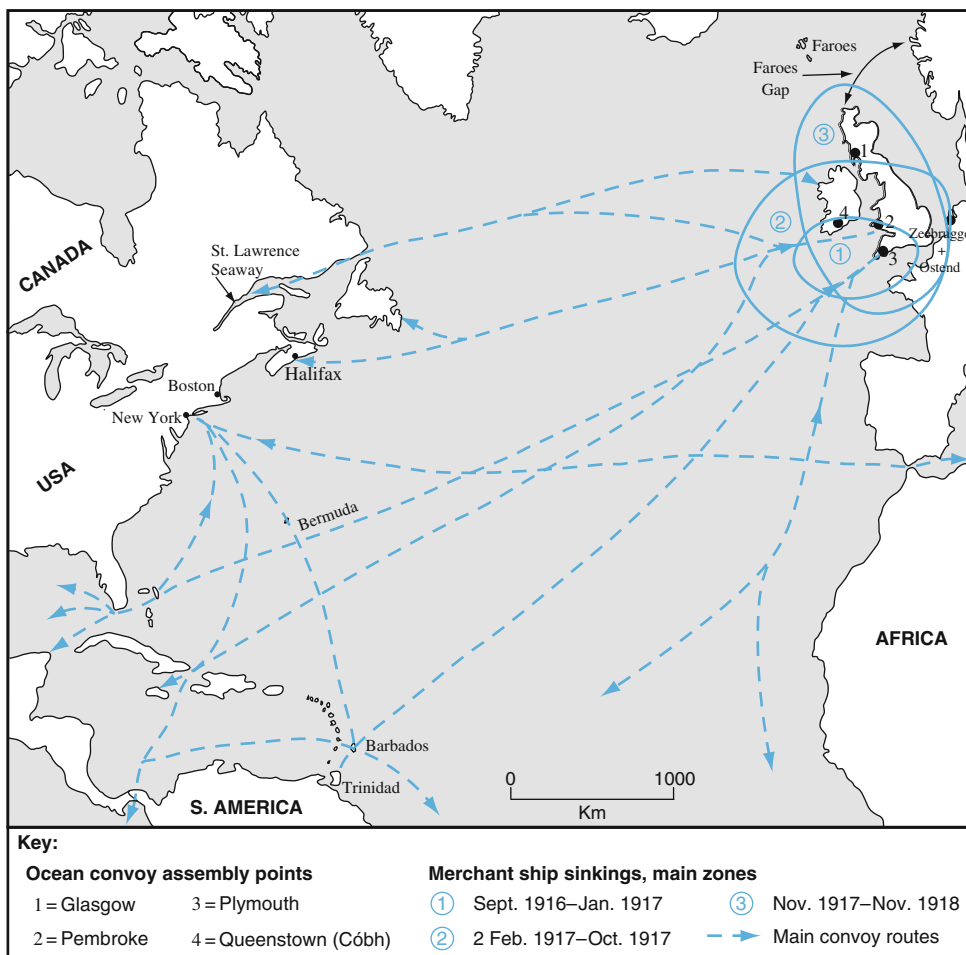 Faroes
Faroes
Gap
③
1
CANADA
St. Lawrence
Seaway
②
4
2
①
Zeebrugge
+
3
Ostend
Halifax
Boston
New York
USA
Bermuda
AFRICA
Barbados
Trinidad
0 1000
Km
S. AMERICA
Key:
Ocean convoy assembly points
1 = Glasgow 3 = Plymouth
2 = Pembroke 4 = Queenstown (Cóbh)
Merchant ship sinkings, main zones
① Sept. 1916–Jan. 1917 ③ Nov. 1917–Nov. 1918
② 2 Feb. 1917–Oct. 1917 Main convoy routes